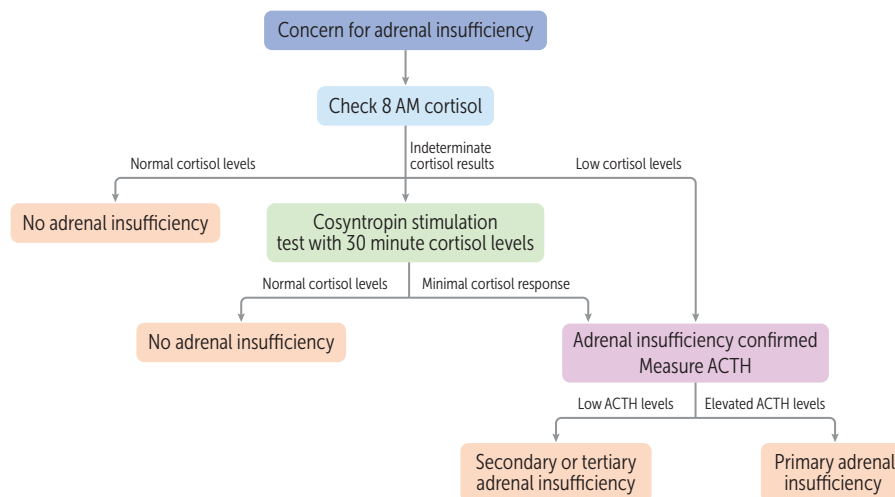 Concern for adrenal insufficiency
Check 8 AM cortisol
Normal cortisol levels
Indeterminate
cortisol results
Low cortisol levels
No adrenal insufficiency
Cosyntropin stimulation
test with 30 minute cortisol levels
Normal cortisol levels
Minimal cortisol response
No adrenal insufficiency
Adrenal insufficiency confirmed
Measure ACTH
Low ACTH levels
Elevated ACTH levels
Secondary or tertiary
adrenal insufficiency
Primary adrenal
insufficiency